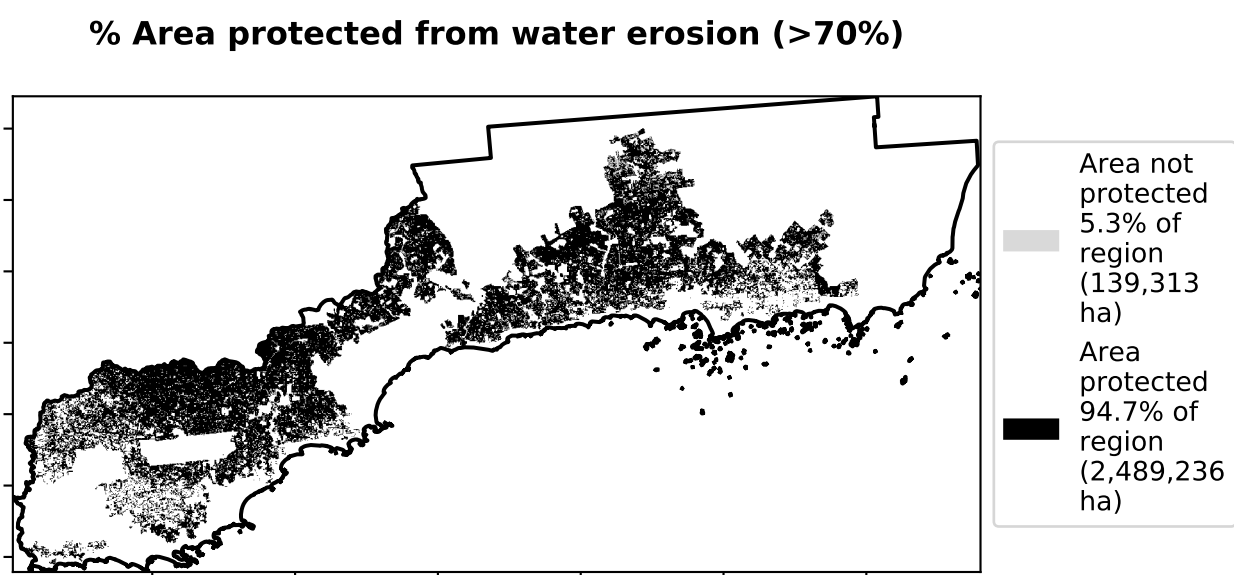 % Area protected from water erosion (>70%)
Area not
protected
5.3% of
region
(139,313
ha)
Area
protected
94.7% of
region
(2,489,236
ha)